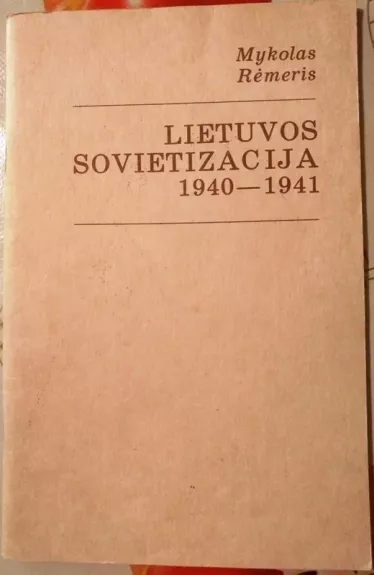 Mykolas
Rėmeris
LIETUVOS
SOVIETIZACIJA
1940—1941